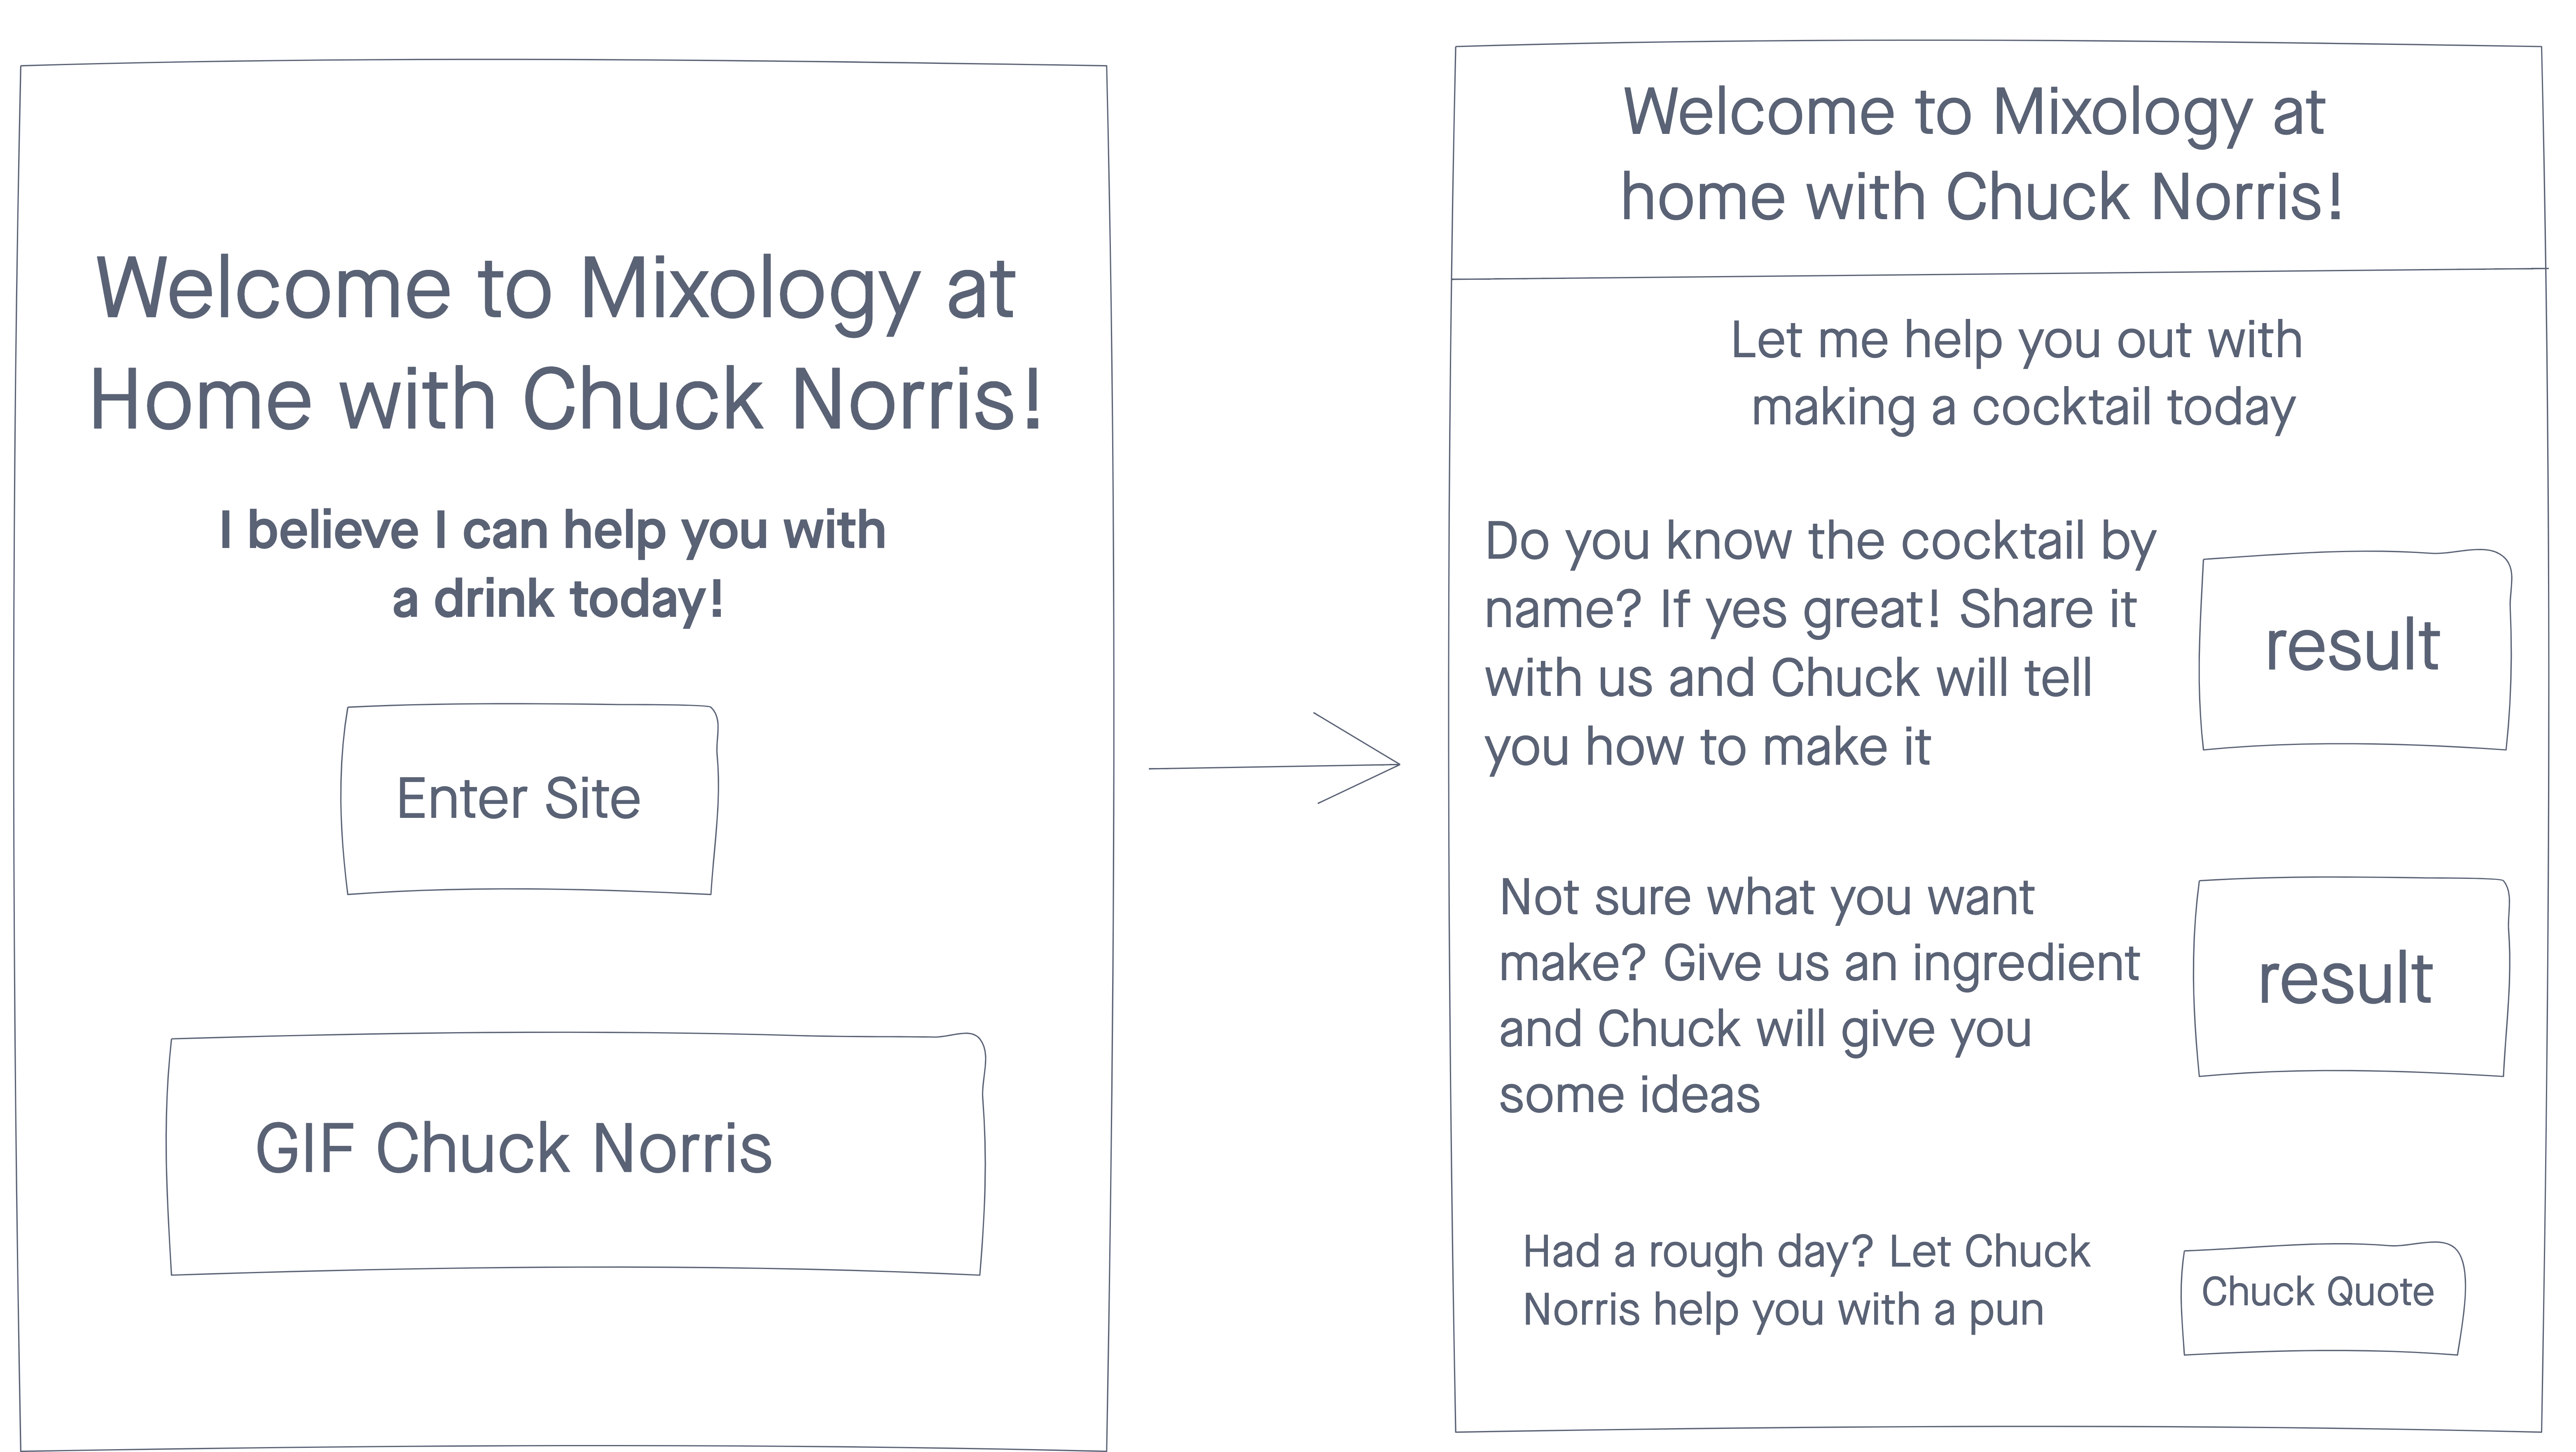 Welcome to Mixology at
Home with Chuck Norris!
I believe I can help you with
a drink today!
Enter Site
GIF Chuck Norris
Welcome to Mixology at
home with Chuck Norris!
Let me help you out with
making a cocktail today
Do you know the cocktail by
name? If yes great! Share it
with us and Chuck will tell
you how to make it
result
Not sure what you want
make? Give us an ingredient
and Chuck will give you
some ideas
result
Had a rough day? Let Chuck
Norris help you with a pun
Chuck Quote